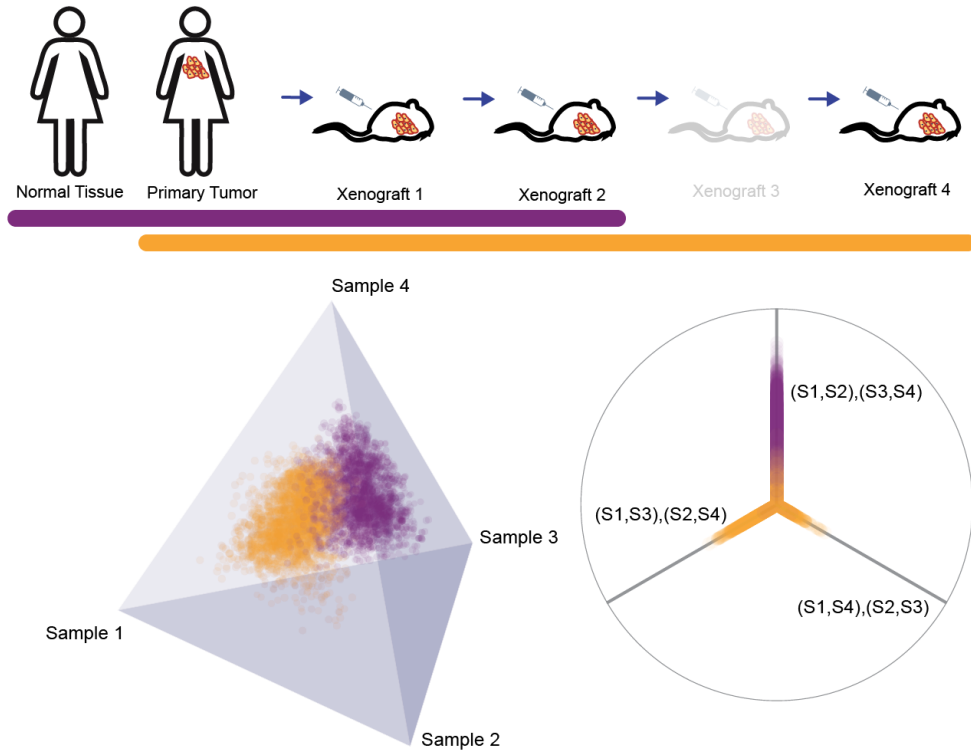 Normal Tissue
Primary Tumor
Xenograft 1
Xenograft 2
Xenograft 3
Xenograft 4
Sample 4
(S1,S2),(S3,S4)
(S1,S3),(S2,S4)
Sample 3
(S1,S4),(S2,S3)
Sample 1
Sample 2